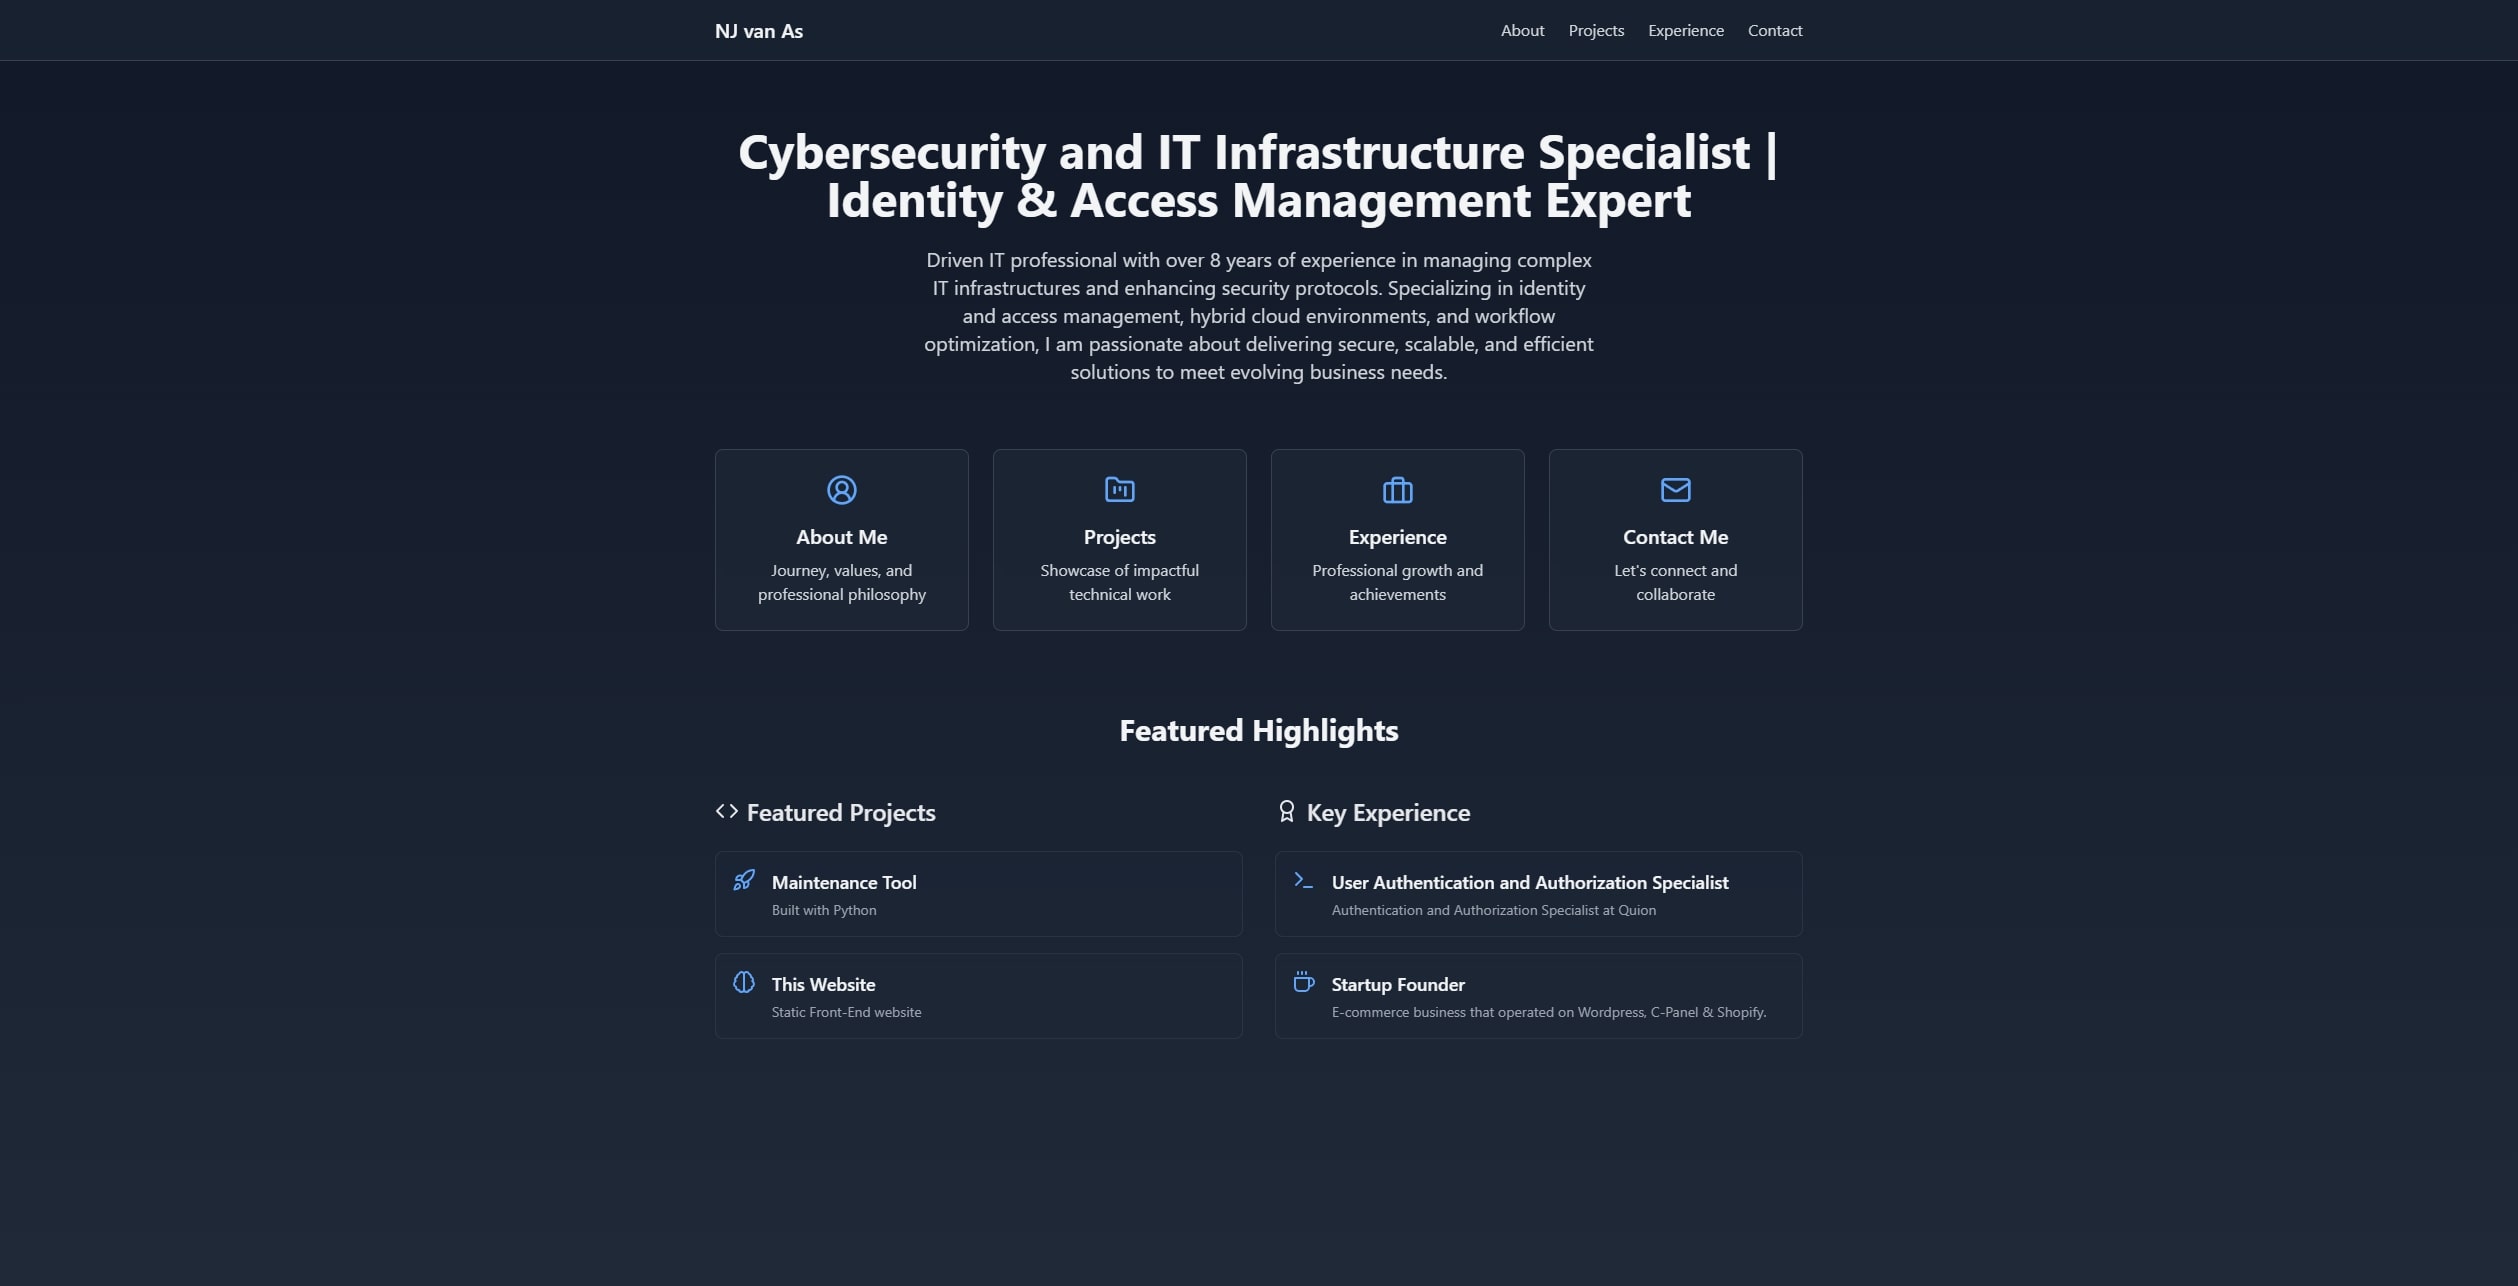 NJ van As
About
Projects
Experience
Contact
Cybersecurity and IT Infrastructure Specialist |
Identity & Access Management Expert
Driven IT professional with over 8 years of experience in managing complex
IT infrastructures and enhancing security protocols. Specializing in identity
and access management, hybrid cloud environments, and workflow
optimization, I am passionate about delivering secure, scalable, and efficient
solutions to meet evolving business needs.
About Me
Journey, values, and
professional philosophy
Projects
Showcase of impactful
technical work
Experience
Professional growth and
achievements
Contact Me
Let's connect and
collaborate
Featured Highlights
Featured Projects
Maintenance Tool
Built with Python
This Website
Static Front-End website
Key Experience
User Authentication and Authorization Specialist
Authentication and Authorization Specialist at Quion
Startup Founder
E-commerce business that operated on Wordpress, C-Panel & Shopify.